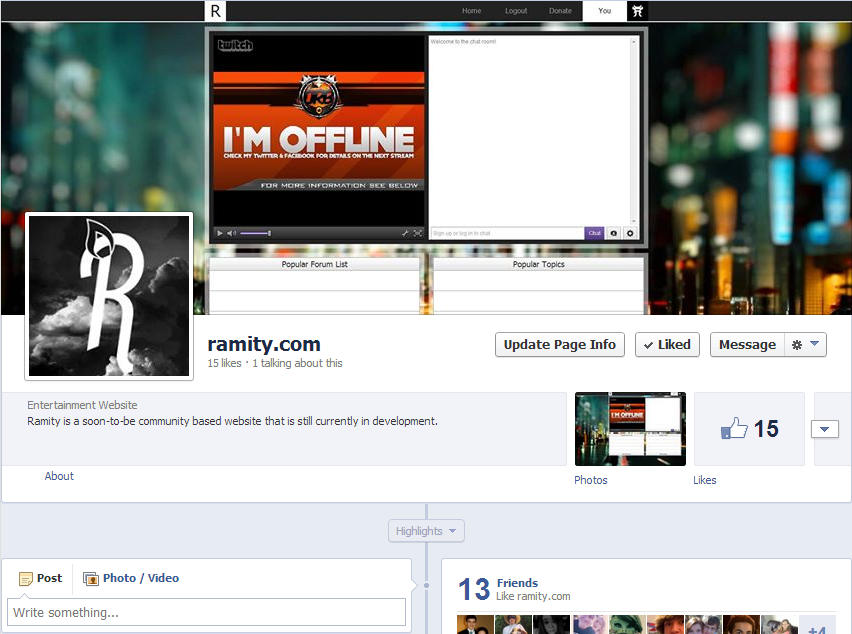 R
Home Logout Donate You
twitch
Welcome to the chat room!
I'M OFFLINE
CHECK MY TWITTER & FACEBOOK FOR DETAILS ON THE NEXT STREAM
FOR MORE INFORMATION SEE BELOW
Sign up or log in to chat
Chat
Popular Forum List
Popular Topics
R
ramity.com
15 likes · 1 talking about this
Update Page Info
Liked
Message
Entertainment Website
Ramity is a soon-to-be community based website that is still currently in development.
15
About
Photos
Likes
Highlights
Post
Photo / Video
Write something...
13 Friends
Like ramity.com
+4